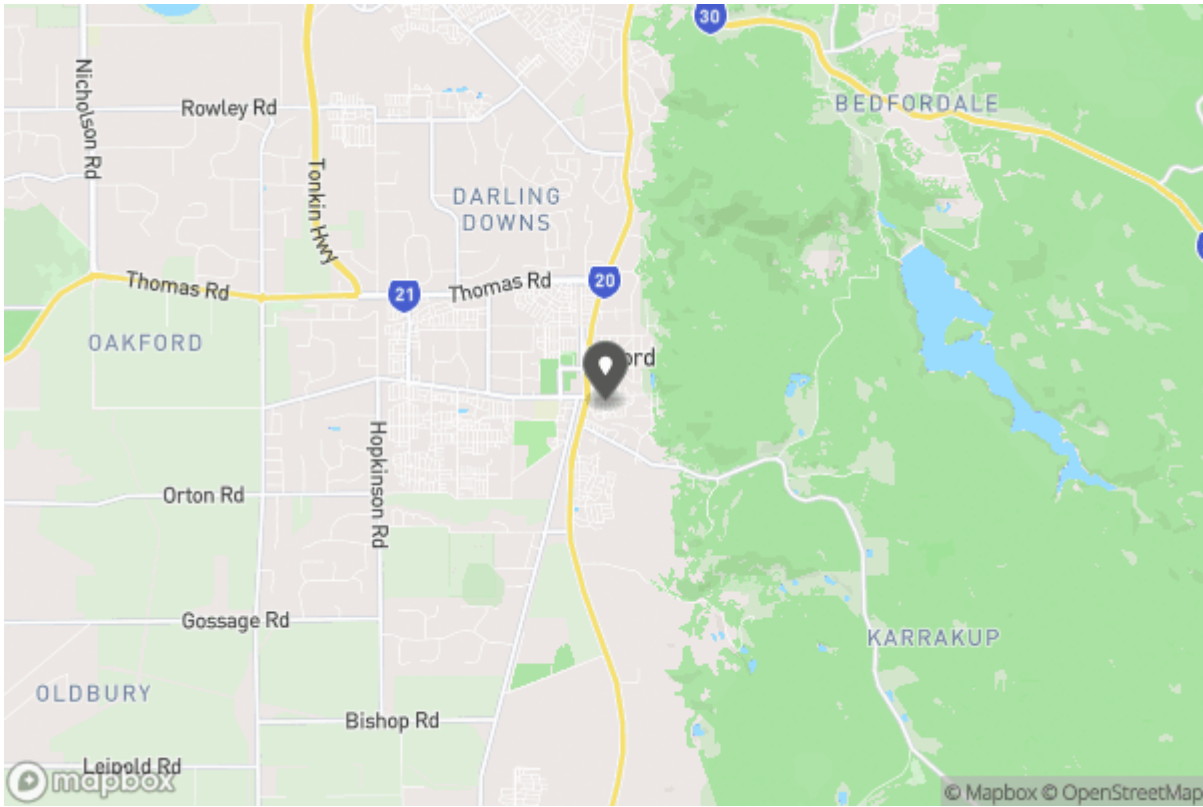 30
Nicholson Rd
BEDFORDALE
Rowley Rd
Tonkin Hwy
DARLING
DOWNS
Thomas Rd
21
Thomas Rd
20
OAKFORD
ord
Hopkinson Rd
Orton Rd
Gossage Rd
KARRAKUP
OLDBURY
Bishop Rd
Leipold Rd
mapbox
© Mapbox © OpenStreetMap